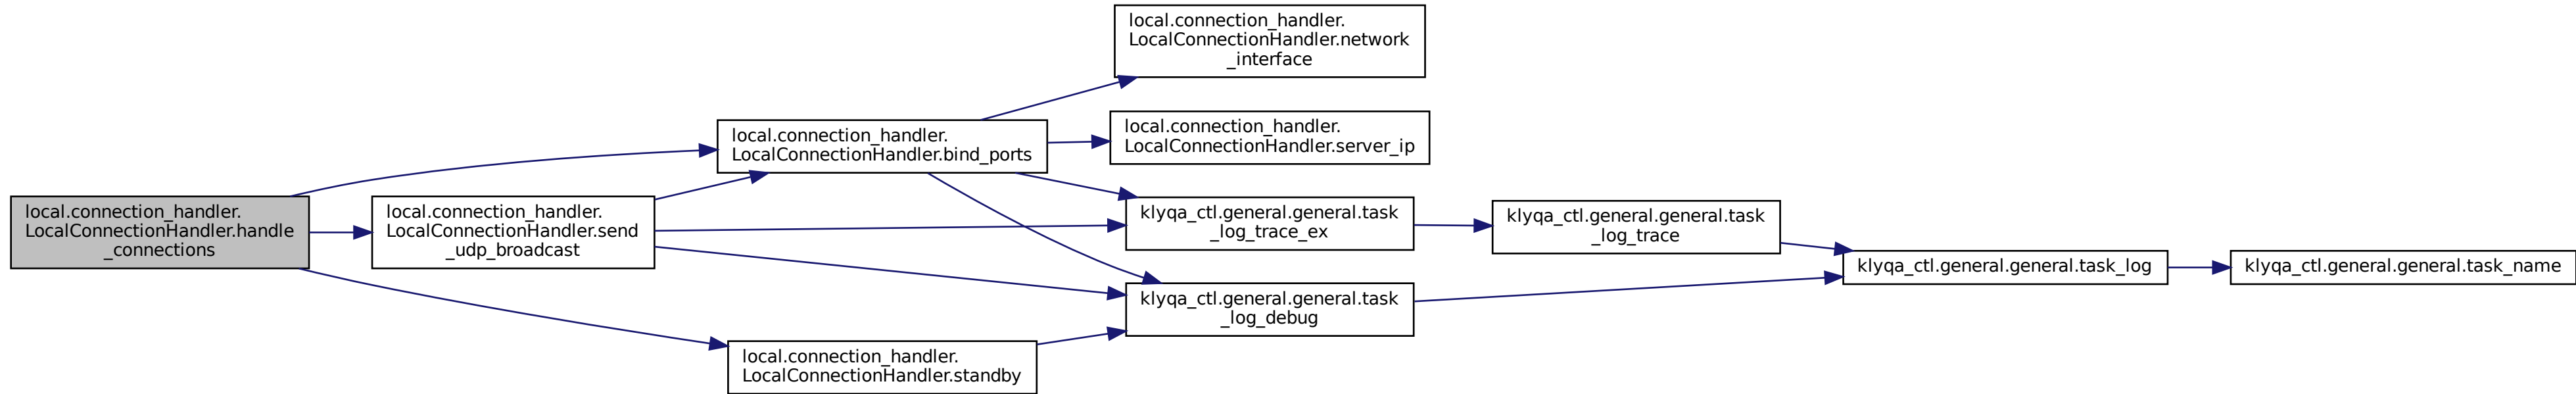 local.connection_handler.
LocalConnectionHandler.handle
_connections
local.connection_handler.
LocalConnectionHandler.send
_udp_broadcast
local.connection_handler.
LocalConnectionHandler.bind_ports
local.connection_handler.
LocalConnectionHandler.standby
local.connection_handler.
LocalConnectionHandler.network
_interface
local.connection_handler.
LocalConnectionHandler.server_ip
klyqa_ctl.general.general.task
_log_trace_ex
klyqa_ctl.general.general.task
_log_debug
klyqa_ctl.general.general.task
_log_trace
klyqa_ctl.general.general.task_log
klyqa_ctl.general.general.task_name